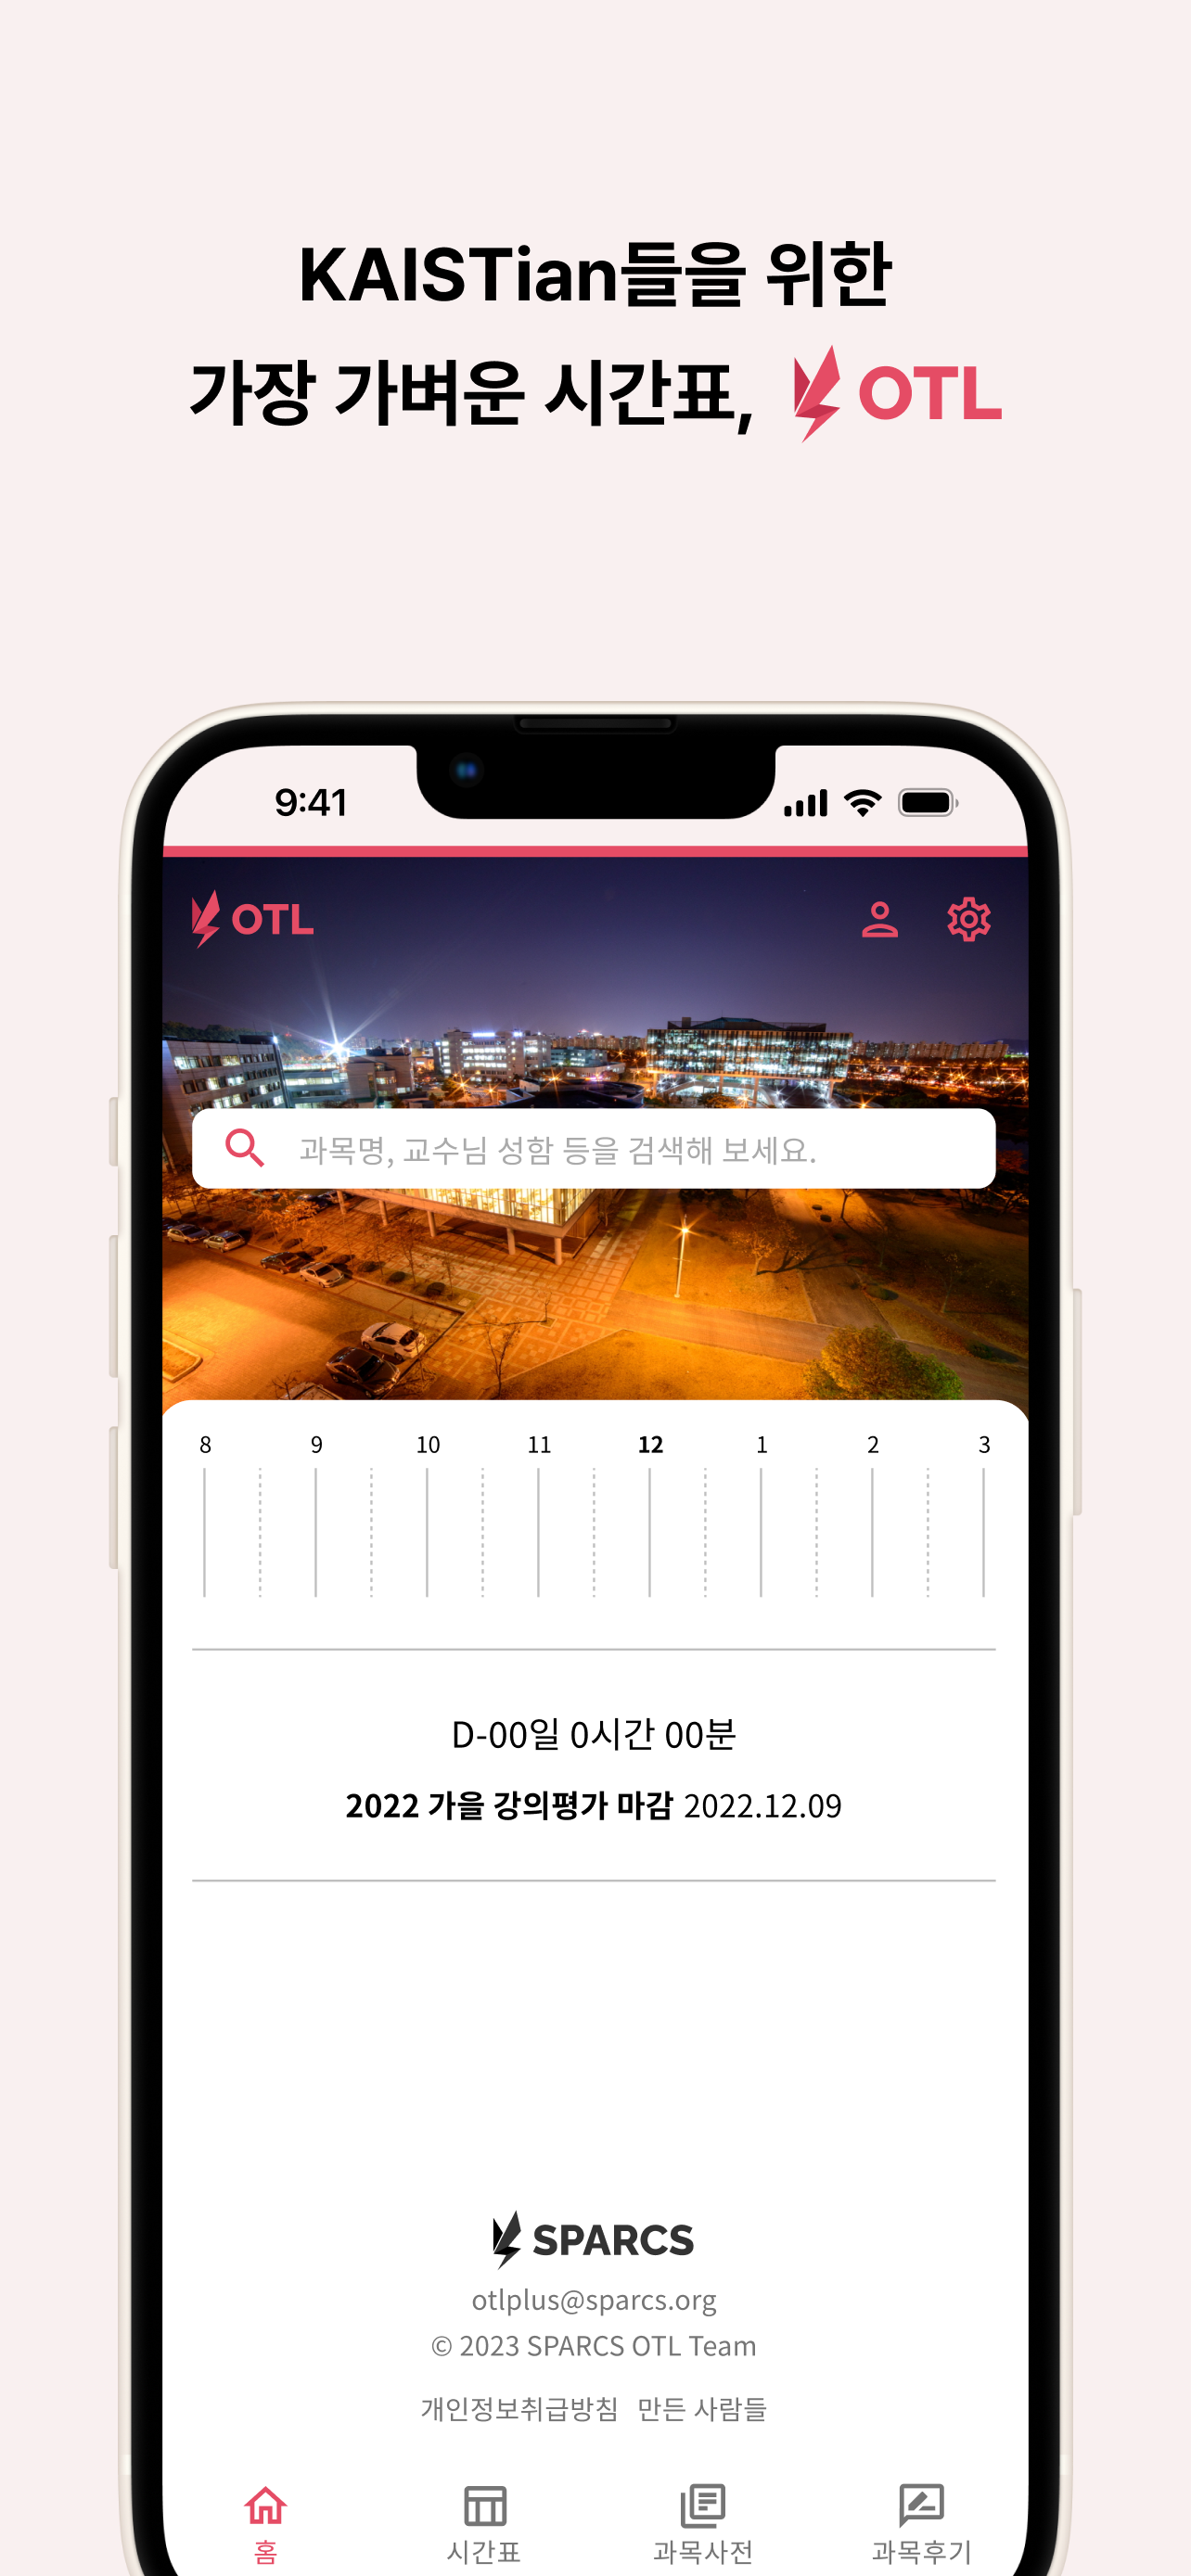 KAISTian들을 위한
가장 가벼운 시간표, OTL
9:41
OTL
과목명, 교수님 성함 등을 검색해 보세요.
8 9 10 11 12 1 2 3
D-00일 0시간 00분
2022 가을 강의평가 마감 2022.12.09
SPARCS
otlplus@sparcs.org
© 2023 SPARCS OTL Team
개인정보취급방침 만든 사람들
홈 시간표 과목사전 과목후기